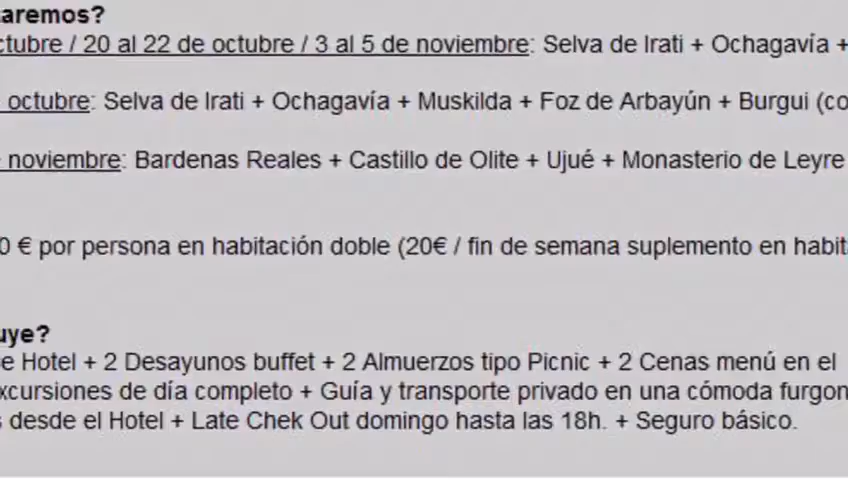 aremos?
ctubre / 20 al 22 de octubre / 3 al 5 de noviembre: Selva de Irati + Ochagavía +
octubre: Selva de Irati + Ochagavía + Muskilda + Foz de Arbayún + Burgui (co
noviembre: Bardenas Reales + Castillo de Olite + Ujué + Monasterio de Leyre
0 € por persona en habitación doble (20€ / fin de semana suplemento en habit
uye?
e Hotel + 2 Desayunos buffet + 2 Almuerzos tipo Picnic + 2 Cenas menú en el
xcursiones de día completo + Guía y transporte privado en una cómoda furgon
s desde el Hotel + Late Chek Out domingo hasta las 18h. + Seguro básico.